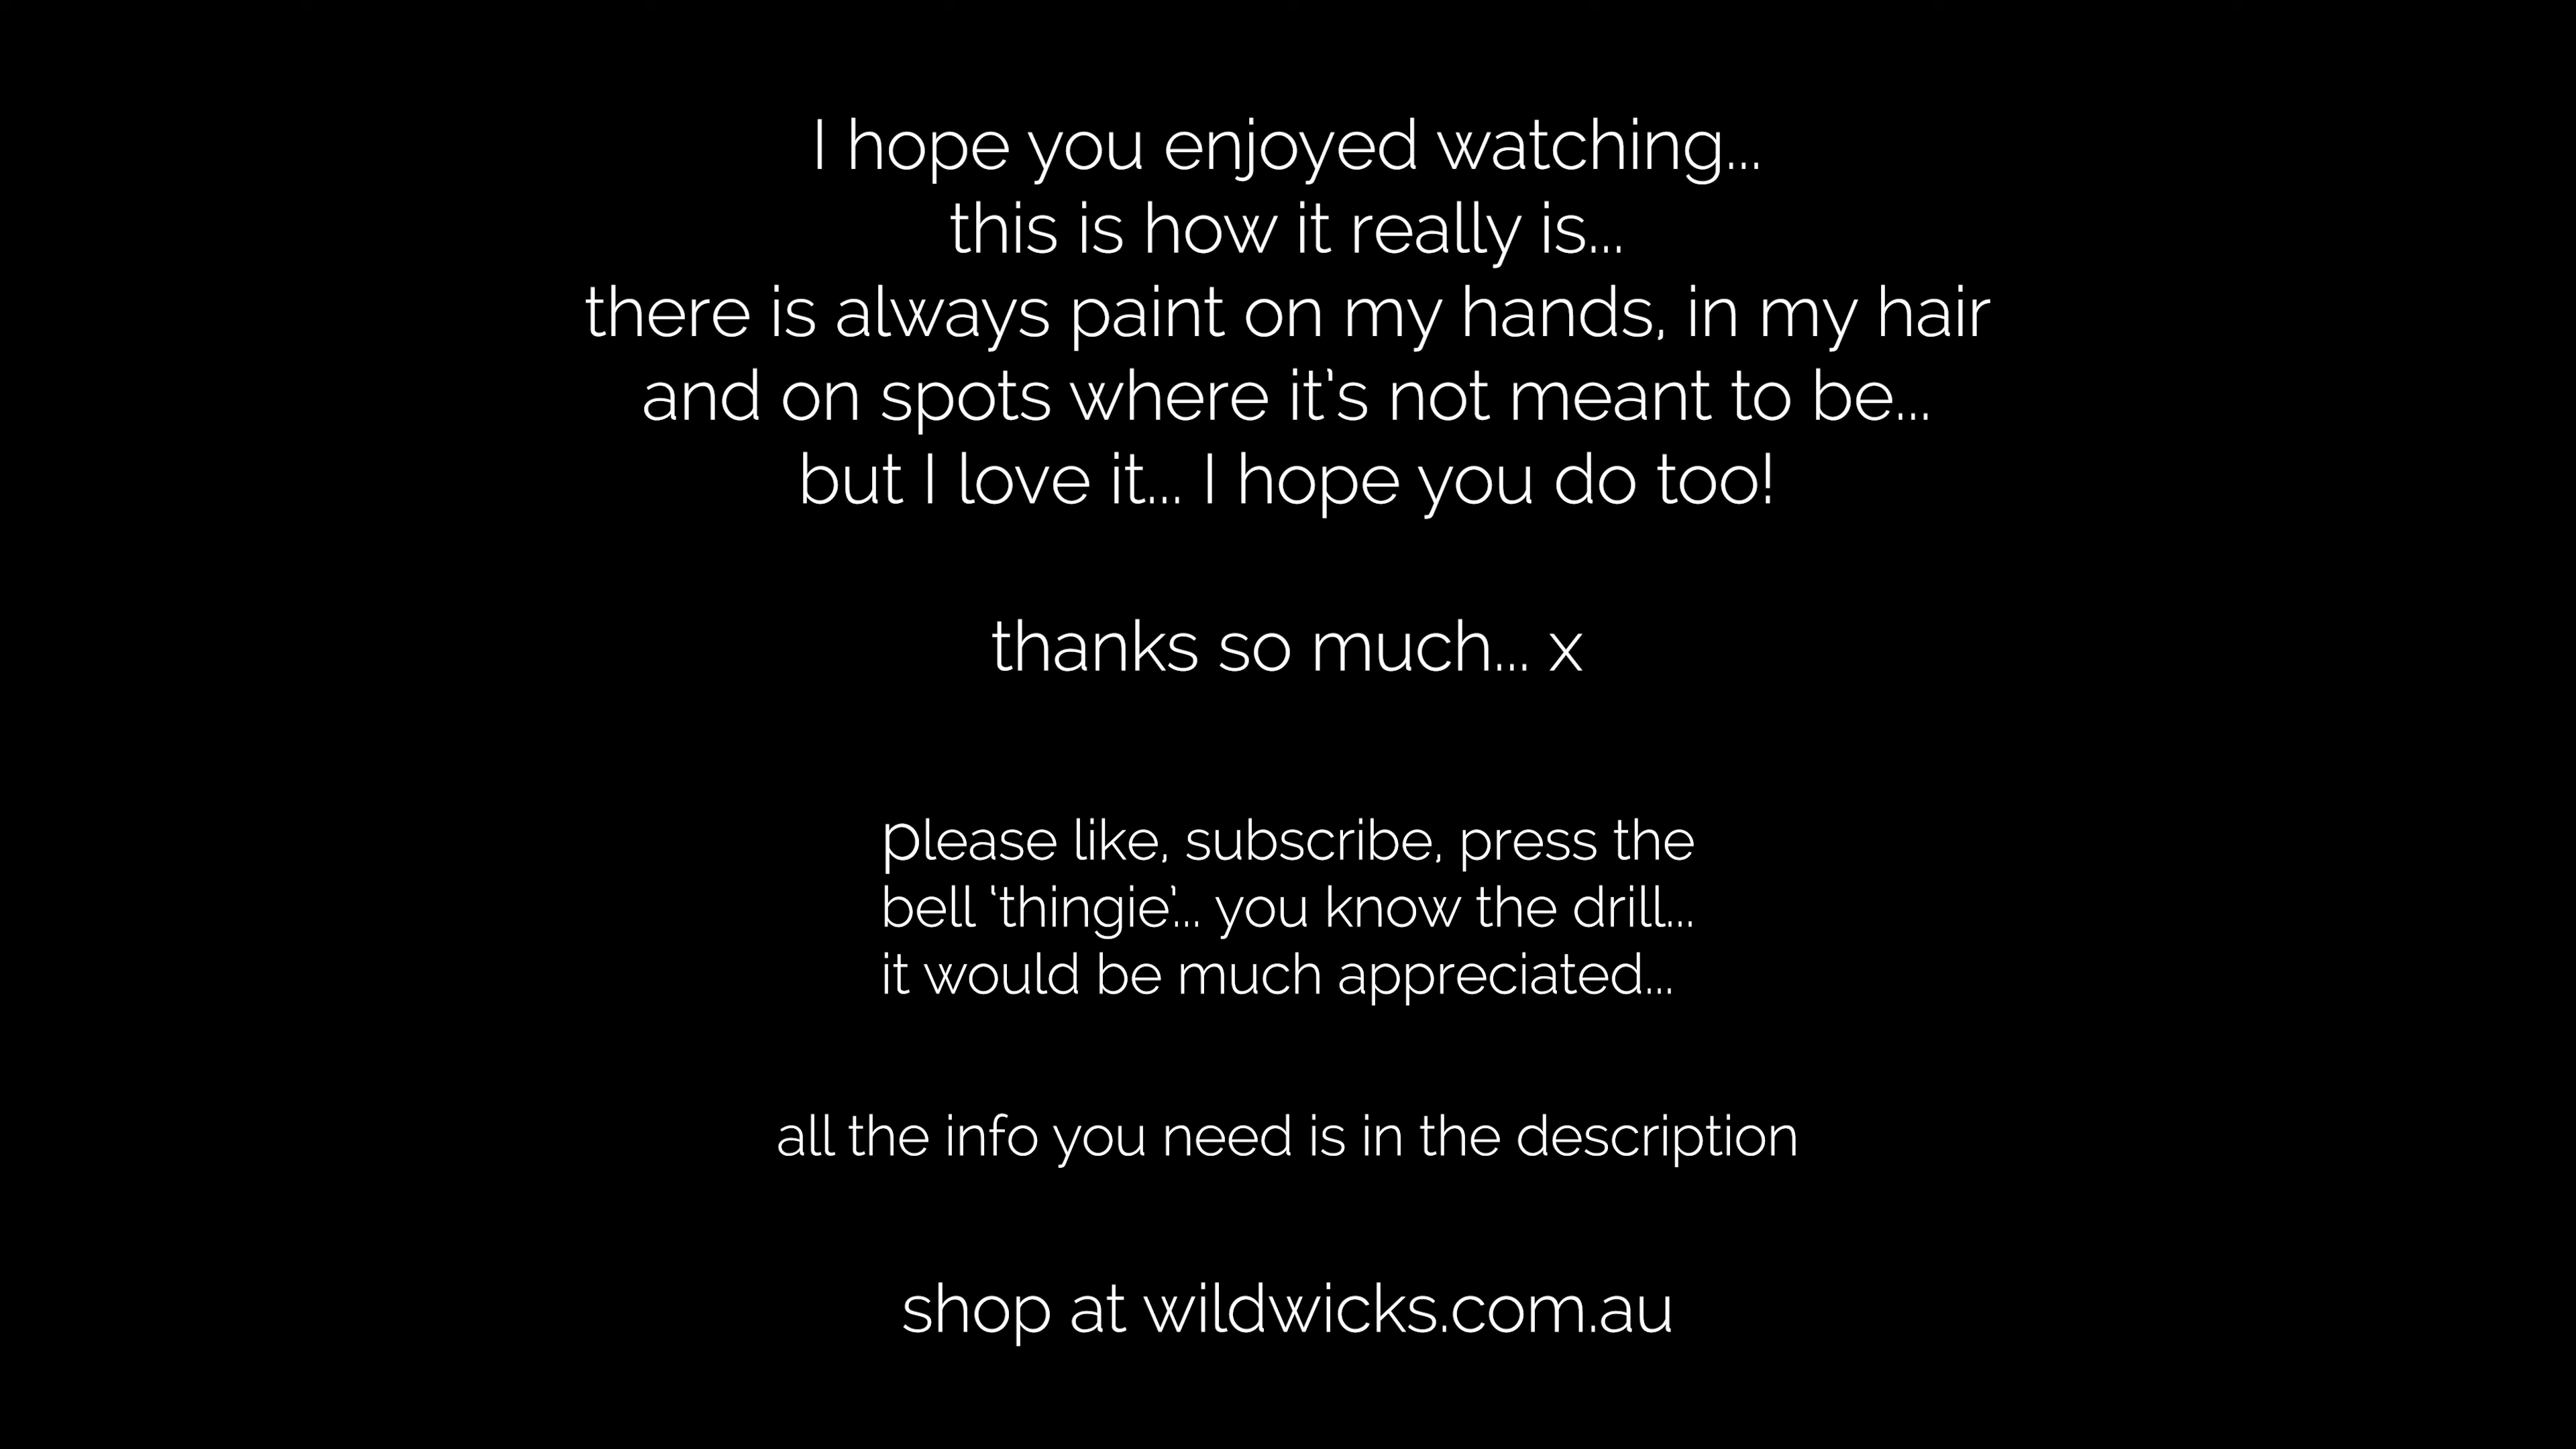 I hope you enjoyed watching...
this is how it really is...
there is always paint on my hands, in my hair
and on spots where it's not meant to be...
but I love it... I hope you do too!
thanks so much... x
please like, subscribe, press the
bell ‘thingie’... you know the drill...
it would be much appreciated...
all the info you need is in the description
shop at wildwicks.com.au